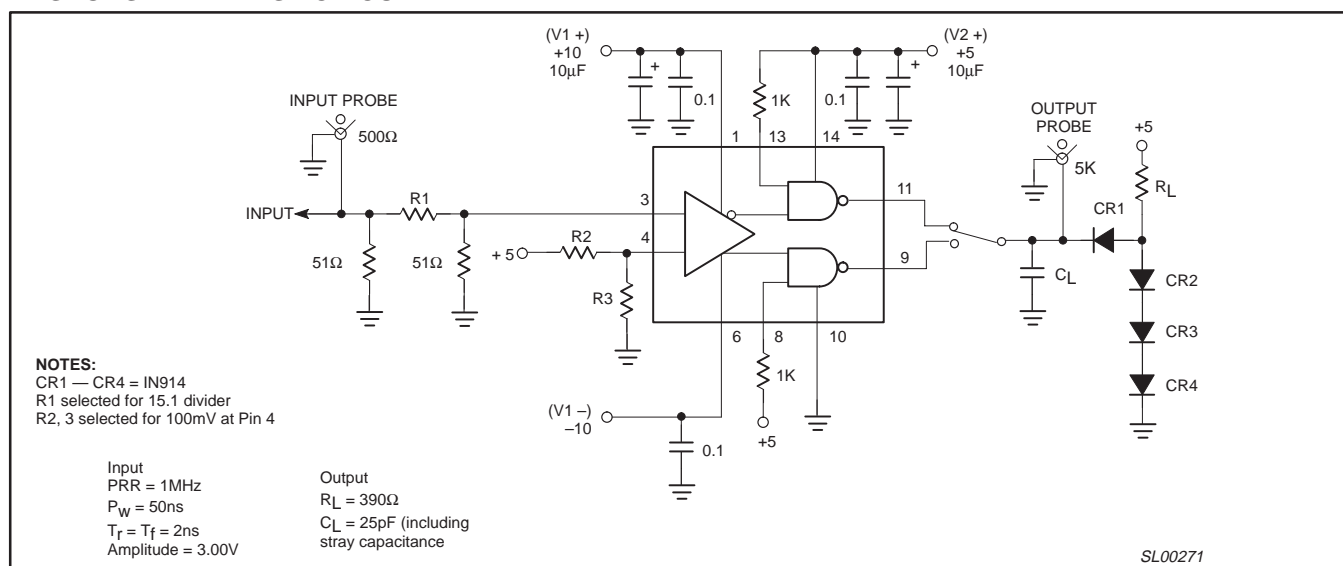 (V1 +)
+10
10µF
+
0.1
1K
0.1
+
(V2 +)
+5
10µF
INPUT PROBE
500Ω
OUTPUT
PROBE
5K
+5
RL
1
13
14
INPUT
R1
3
11
CR1
51Ω
51Ω
+ 5
R2
4
9
CL
CR2
R3
CR3
6
8
10
CR4
1K
+5
NOTES:
CR1 — CR4 = IN914
R1 selected for 15.1 divider
R2, 3 selected for 100mV at Pin 4
(V1 –)
–10
0.1
Input
PRR = 1MHz
PW = 50ns
Tr = Tf = 2ns
Amplitude = 3.00V
Output
RL = 390Ω
CL = 25pF (including
stray capacitance
SL00271